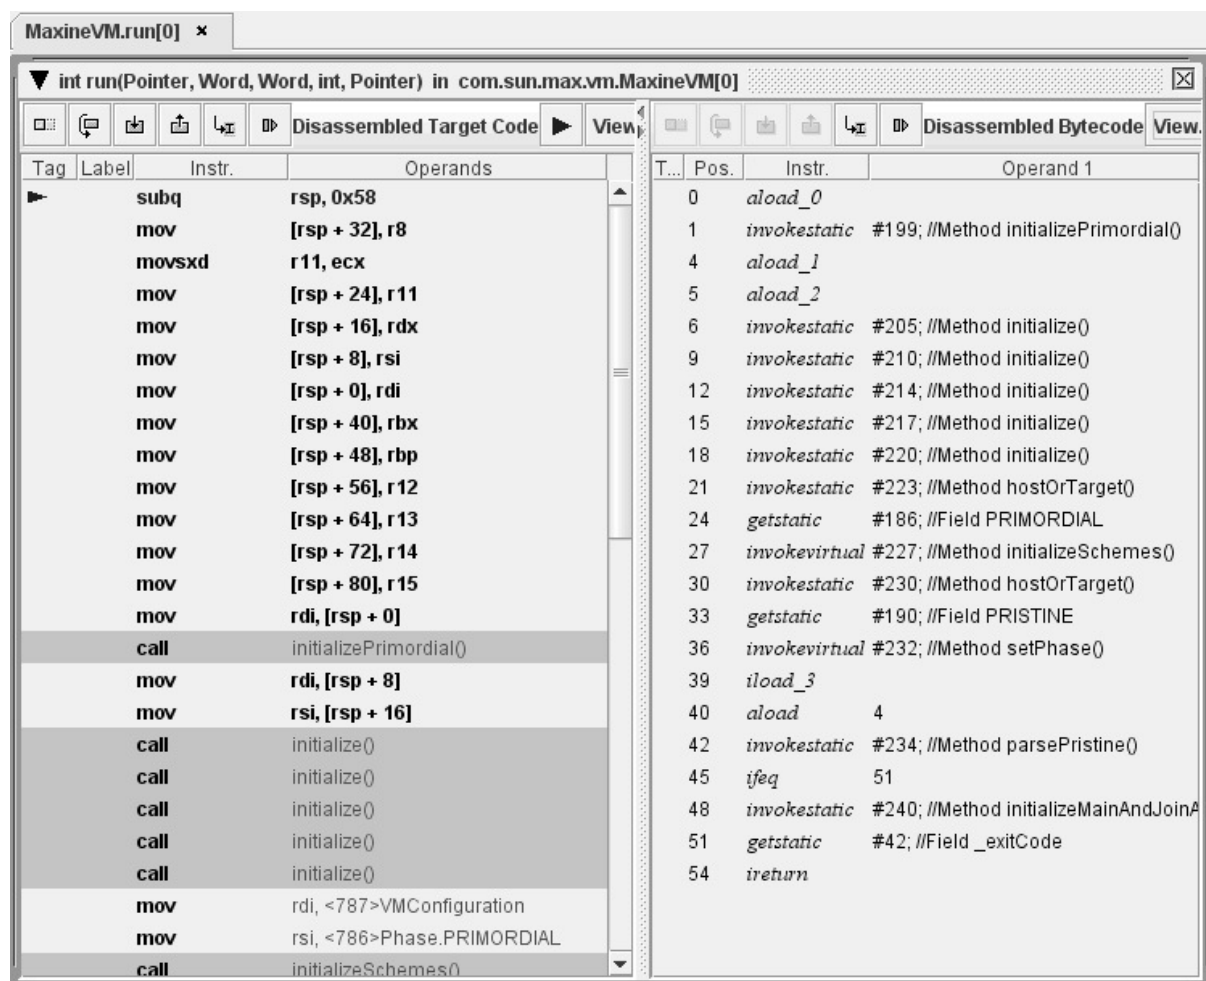 MaxineVM.run[0] ×
int run(Pointer, Word, Word, int, Pointer) in com.sun.max.vm.MaxineVM[0]
Disassembled Target Code View
Tag Label Instr. Operands
subq rsp, 0x58
mov [rsp + 32], r8
movsxd r11, ecx
mov [rsp + 24], r11
mov [rsp + 16], rdx
mov [rsp + 8], rsi
mov [rsp + 0], rdi
mov [rsp + 40], rbx
mov [rsp + 48], rbp
mov [rsp + 56], r12
mov [rsp + 64], r13
mov [rsp + 72], r14
mov [rsp + 80], r15
mov rdi, [rsp + 0]
call initializePrimordial()
mov rdi, [rsp + 8]
mov rsi, [rsp + 16]
call initialize()
call initialize()
call initialize()
call initialize()
call initialize()
mov rdi, <787>VMConfiguration
mov rsi, <786>Phase.PRIMORDIAL
call initializeSchemes()
Disassembled Bytecode View.
T... Pos. Instr. Operand 1
0 aload_0
1 invokestatic #199; //Method initializePrimordial()
4 aload_1
5 aload_2
6 invokestatic #205; //Method initialize()
9 invokestatic #210; //Method initialize()
12 invokestatic #214; //Method initialize()
15 invokestatic #217; //Method initialize()
18 invokestatic #220; //Method initialize()
21 invokestatic #223; //Method hostOrTarget()
24 getstatic #186; //Field PRIMORDIAL
27 invokevirtual #227; //Method initializeSchemes()
30 invokestatic #230; //Method hostOrTarget()
33 getstatic #190; //Field PRISTINE
36 invokevirtual #232; //Method setPhase()
39 iload_3
40 aload 4
42 invokestatic #234; //Method parsePristine()
45 ifeq 51
48 invokestatic #240; //Method initializeMainAndJoinA
51 getstatic #42; //Field _exitCode
54 ireturn